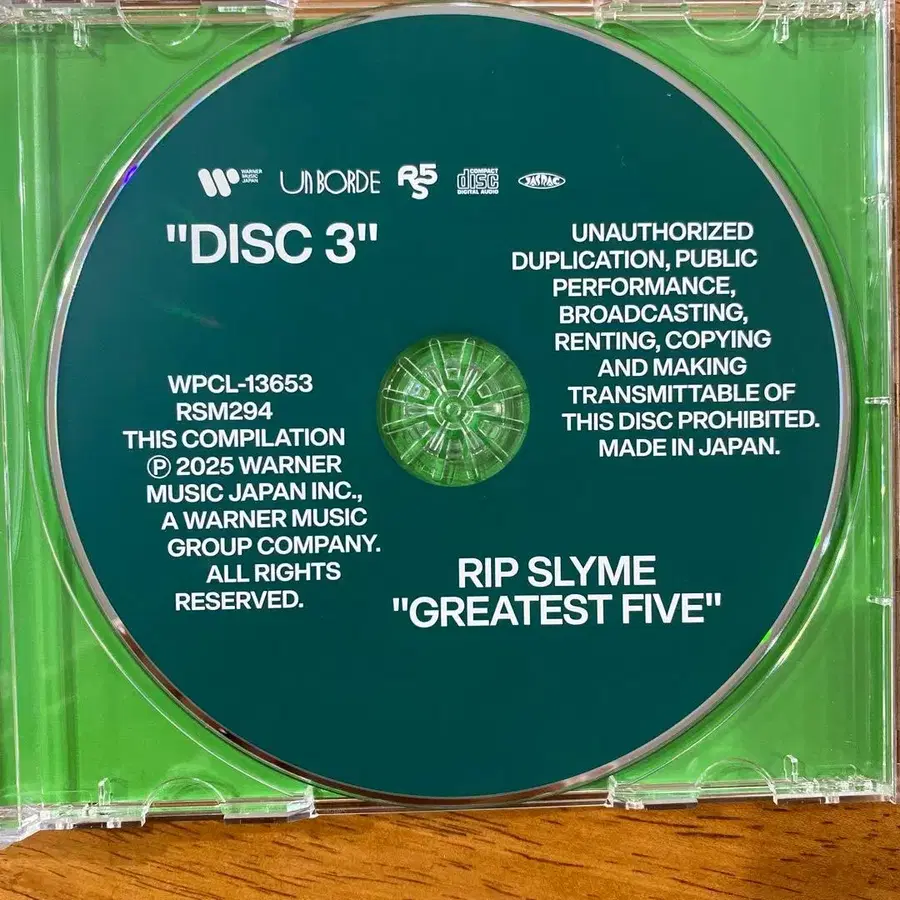 WARNER
MUSIC
JAPAN
UNBORDE
R5
S
COMPACT
disc
DIGITAL AUDIO
JASRAC
"DISC 3"
UNAUTHORIZED
DUPLICATION, PUBLIC
PERFORMANCE,
BROADCASTING,
RENTING, COPYING
AND MAKING
TRANSMITTABLE OF
THIS DISC PROHIBITED.
MADE IN JAPAN.
WPCL-13653
RSM294
THIS COMPILATION
℗ 2025 WARNER
MUSIC JAPAN INC.,
A WARNER MUSIC
GROUP COMPANY.
ALL RIGHTS
RESERVED.
RIP SLYME
"GREATEST FIVE"